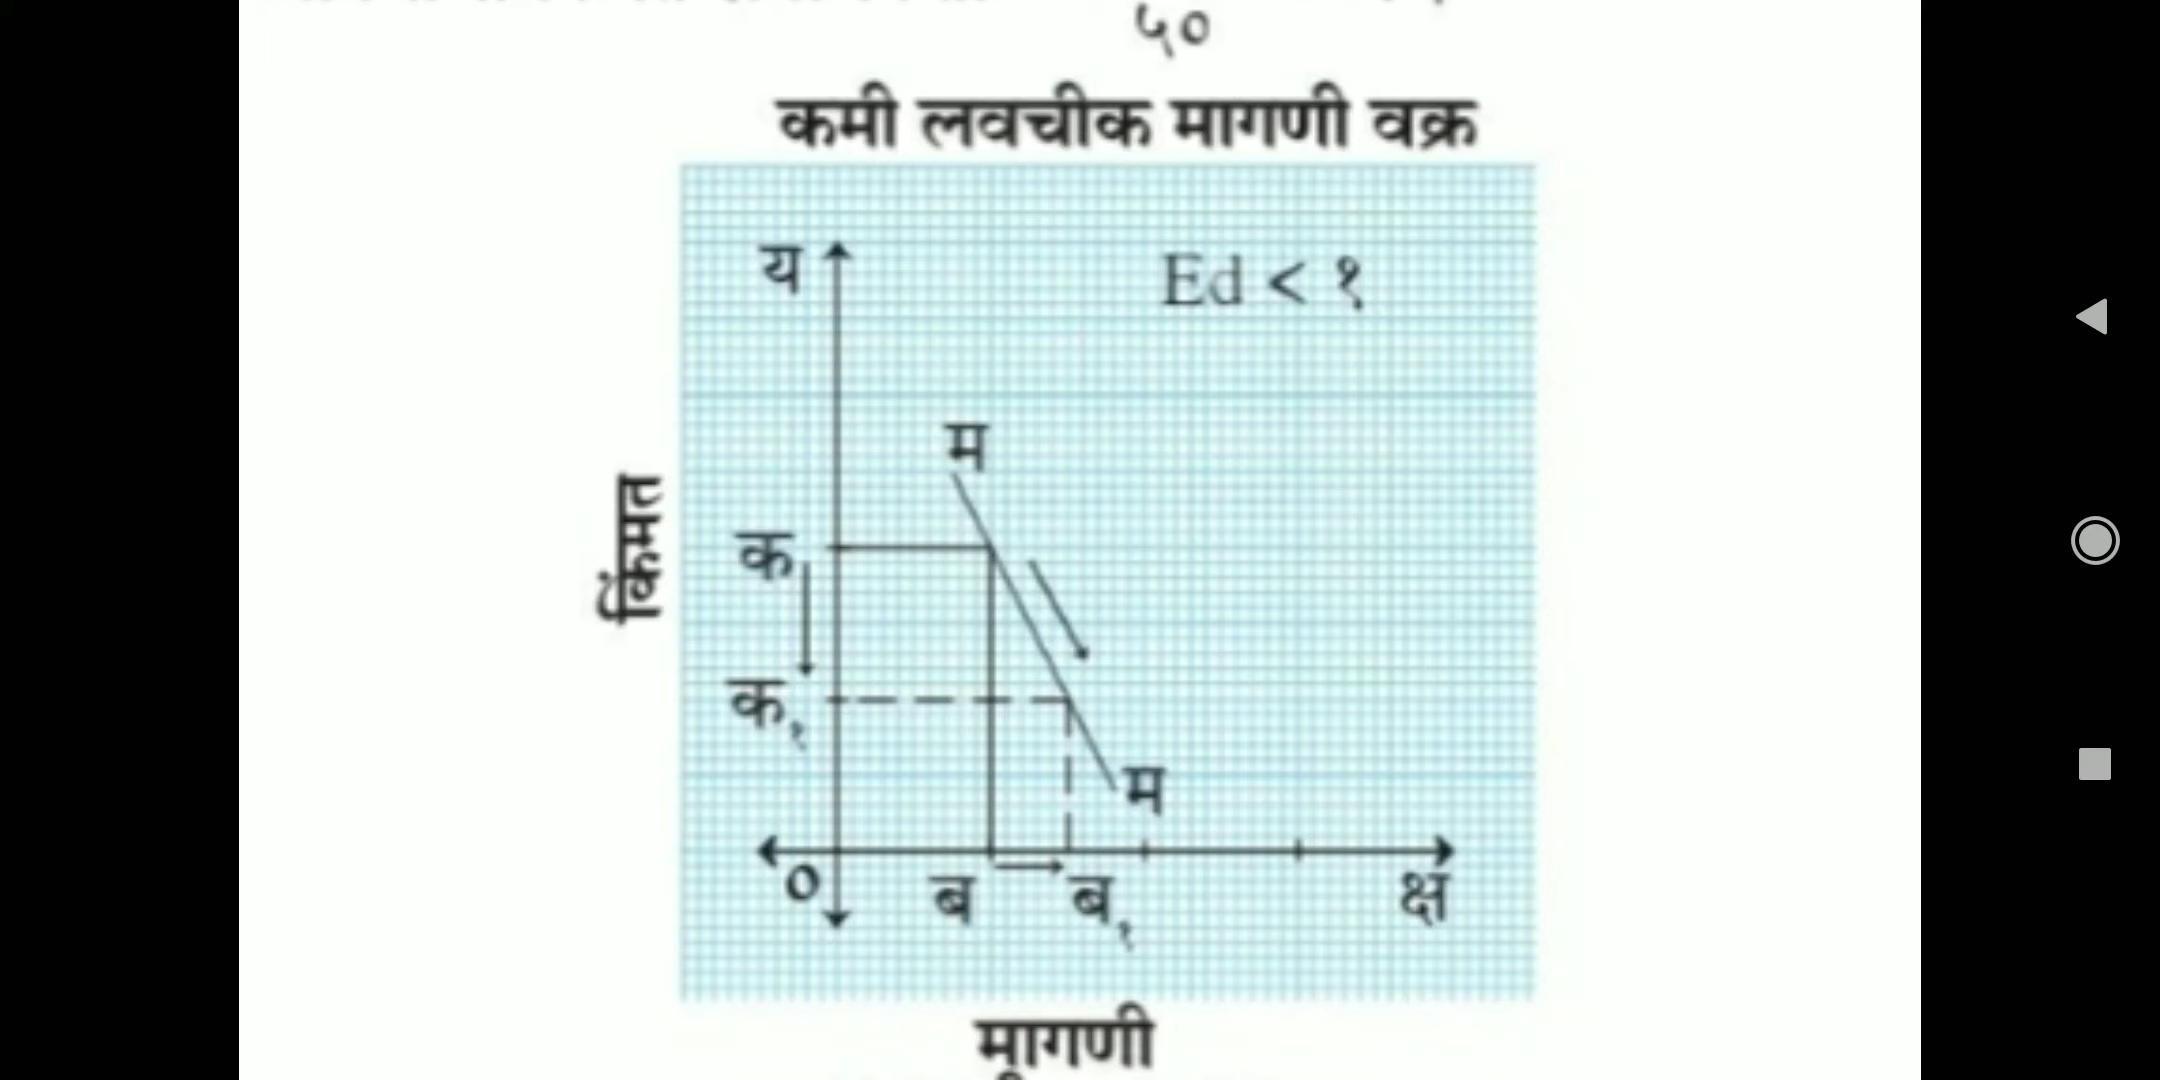 ५०
कमी लवचीक मागणी वक्र
य
Ed < १
म
किंमत
क
क१
म
० ब ब१ क्ष
मागणी